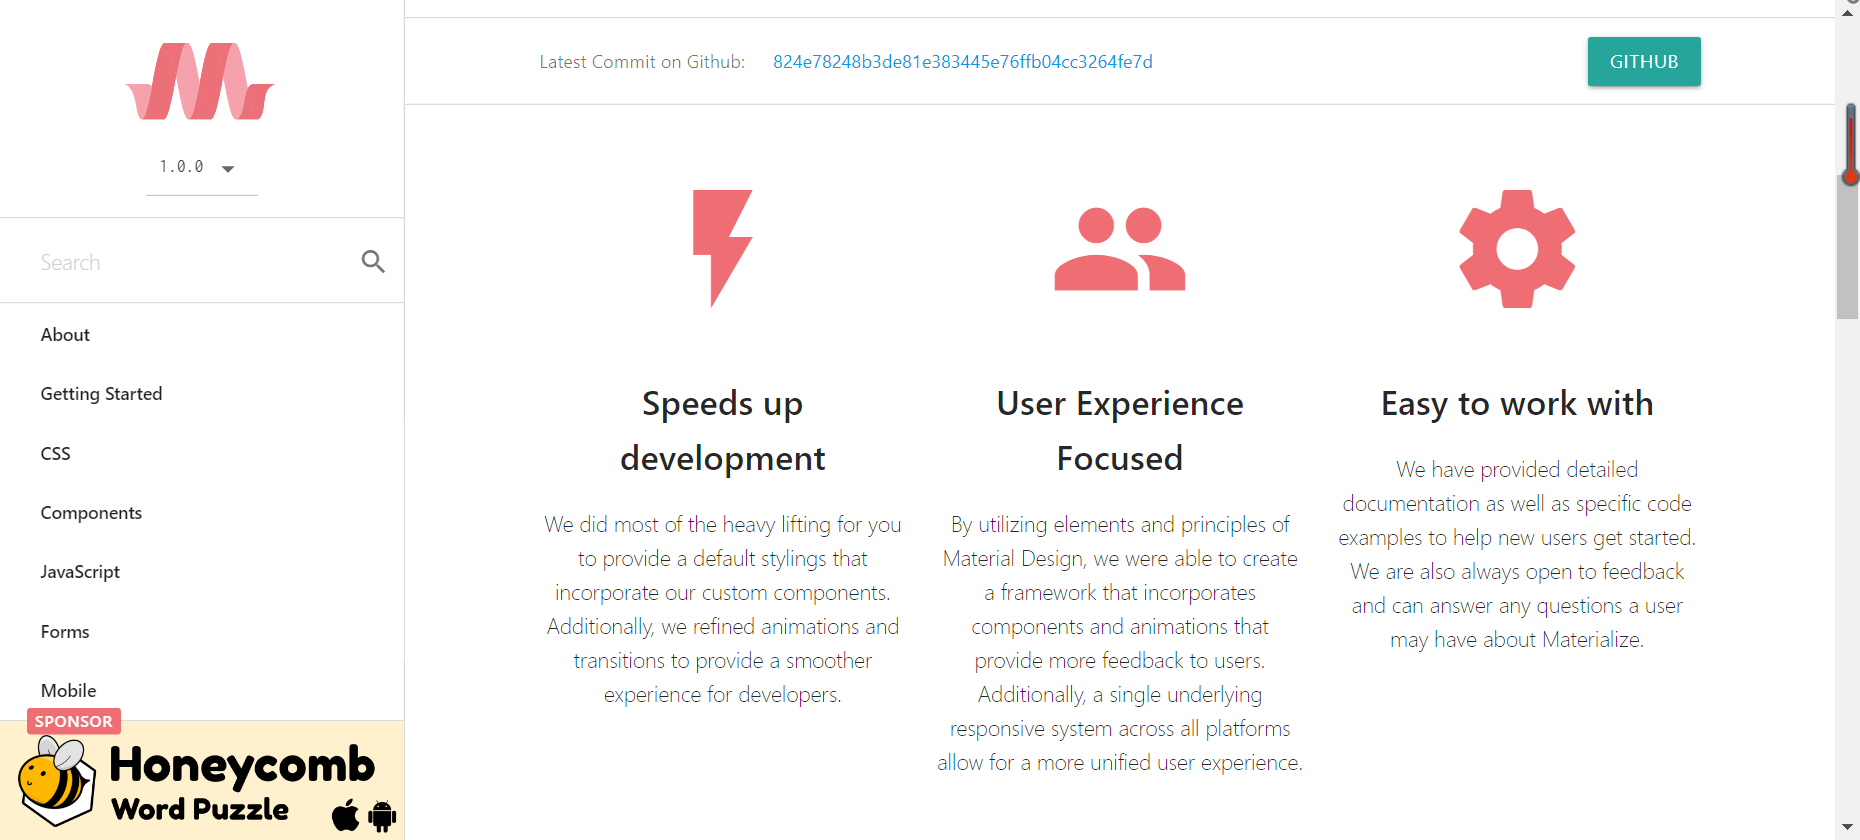 1.0.0
Search
About
Getting Started
CSS
Components
JavaScript
Forms
Mobile
SPONSOR
Honeycomb
Word Puzzle
Latest Commit on Github: 824e78248b3de81e383445e76ffb04cc3264fe7d
GITHUB
Speeds up
development
We did most of the heavy lifting for you
to provide a default stylings that
incorporate our custom components.
Additionally, we refined animations and
transitions to provide a smoother
experience for developers.
User Experience
Focused
By utilizing elements and principles of
Material Design, we were able to create
a framework that incorporates
components and animations that
provide more feedback to users.
Additionally, a single underlying
responsive system across all platforms
allow for a more unified user experience.
Easy to work with
We have provided detailed
documentation as well as specific code
examples to help new users get started.
We are also always open to feedback
and can answer any questions a user
may have about Materialize.